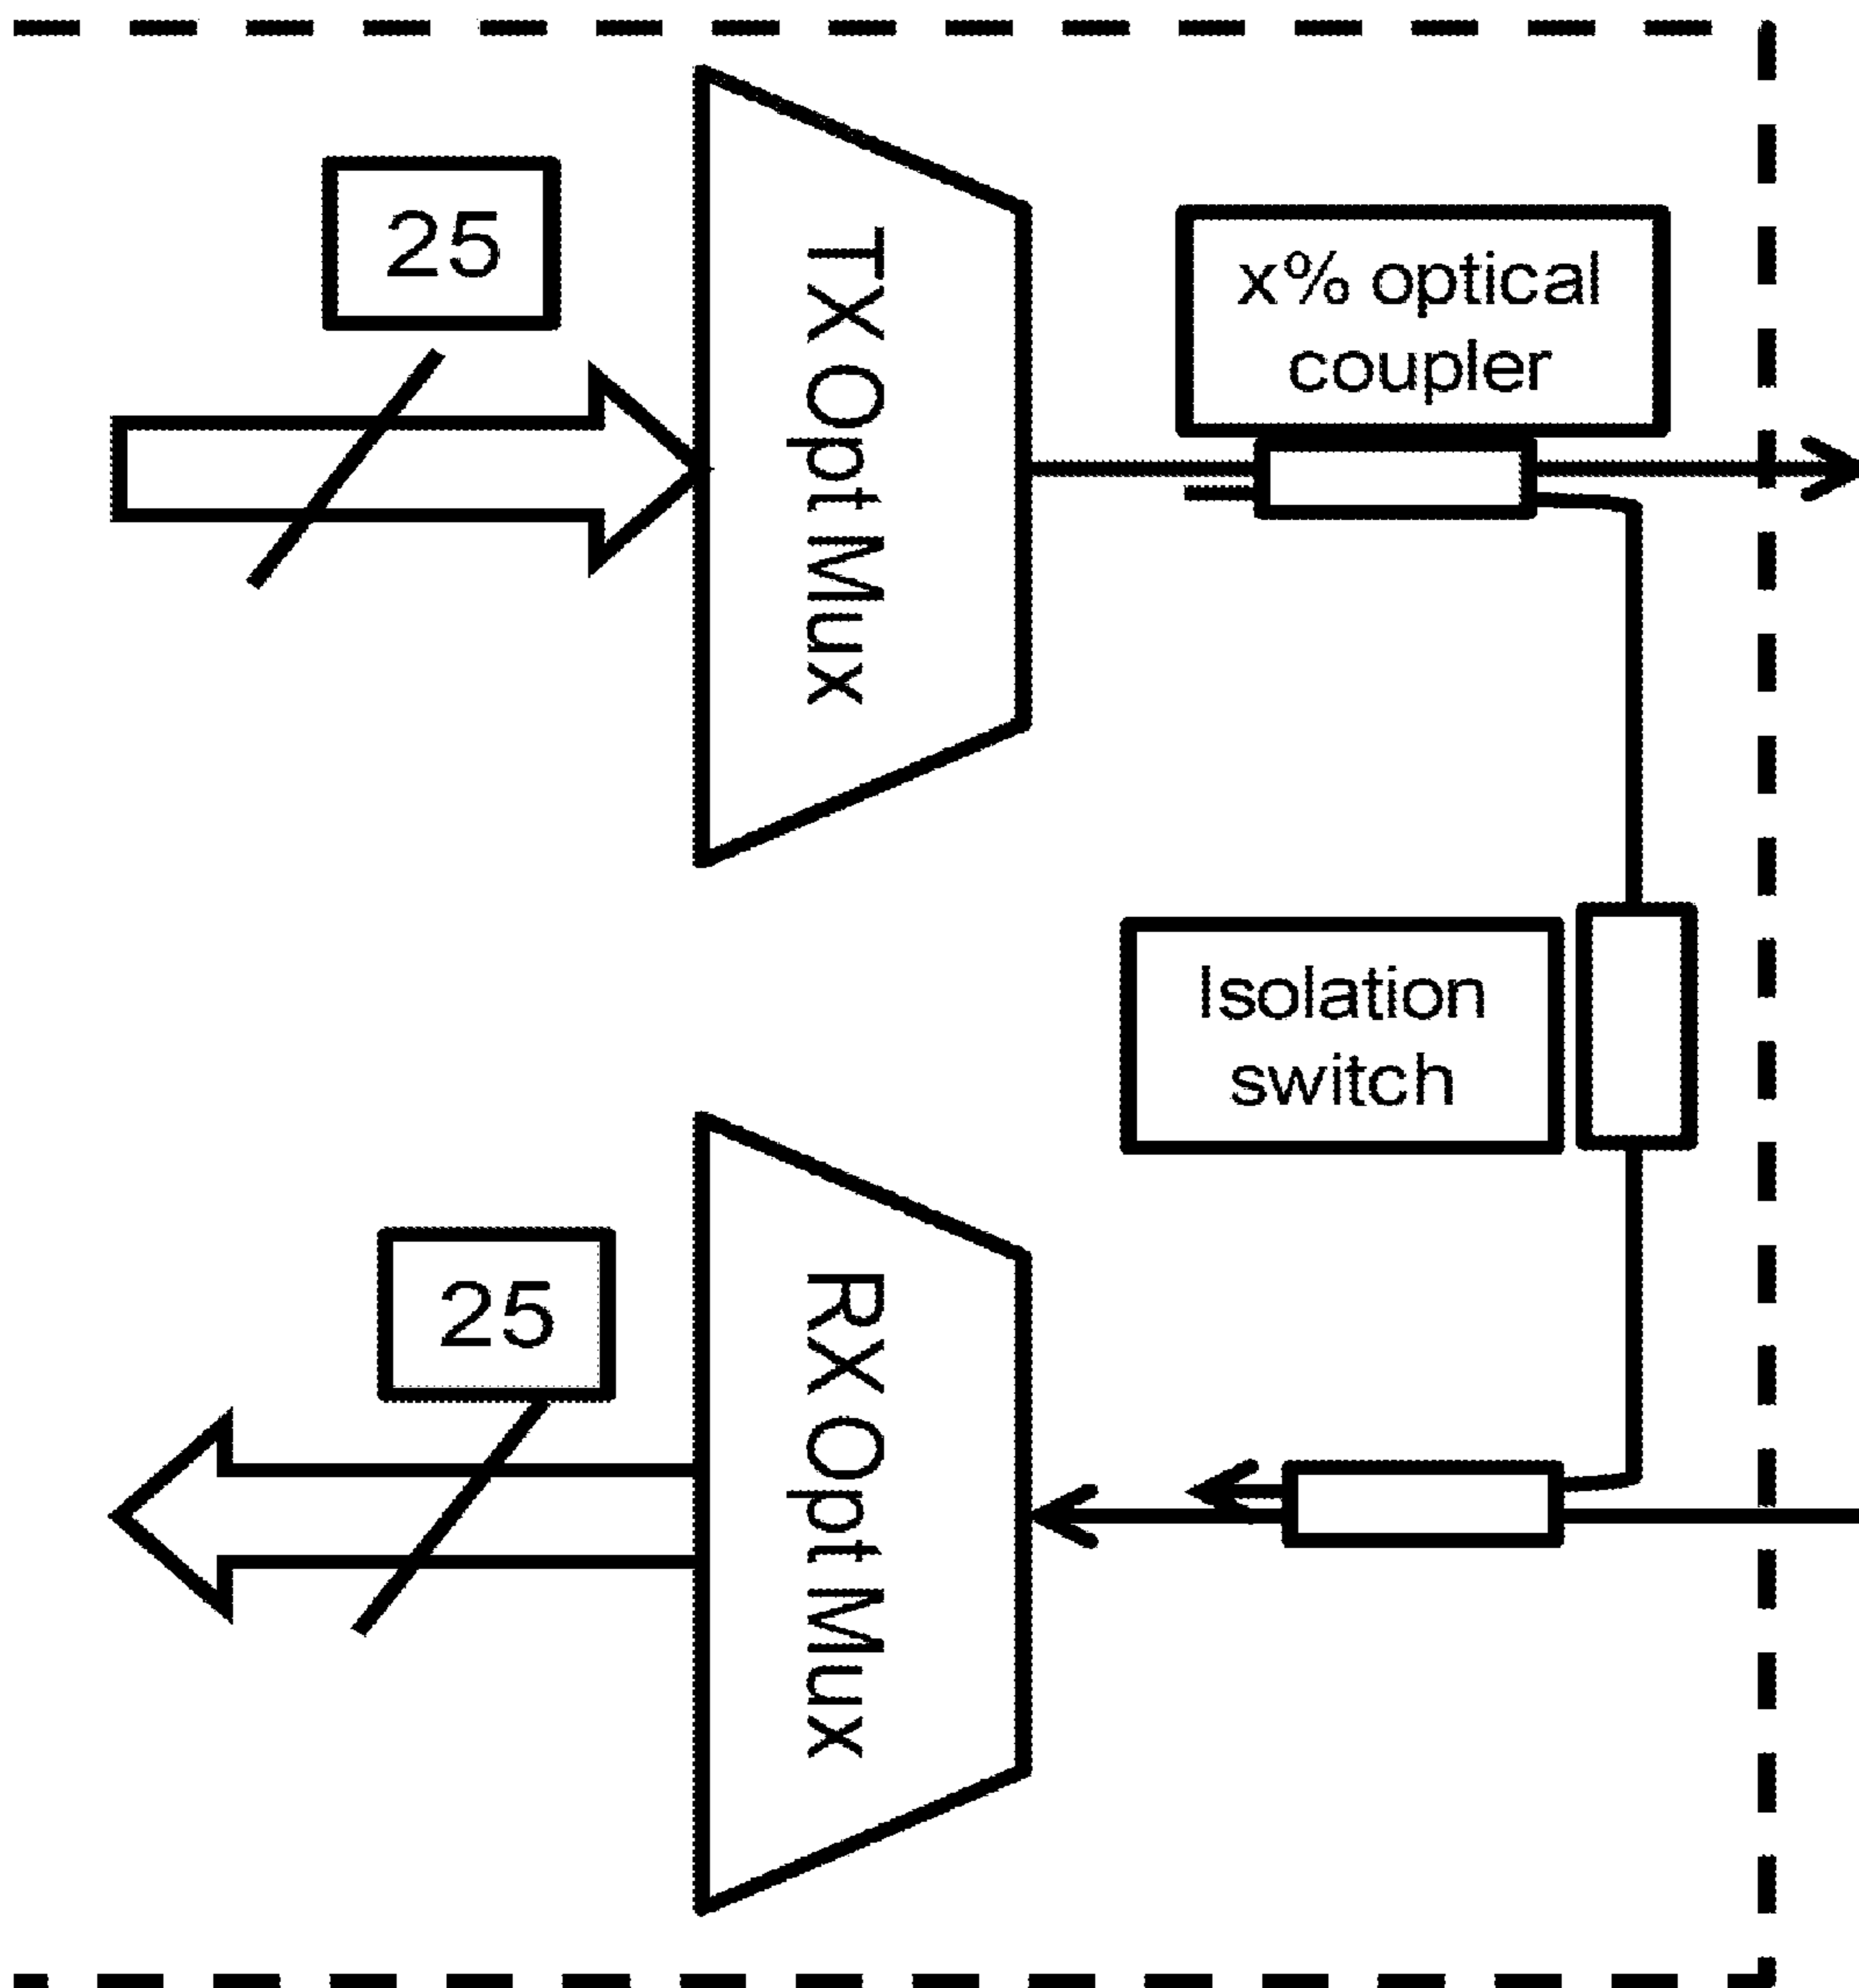 25
TX Opt Mux
x% optical
coupler
Isolation
switch
25
RX Opt Mux